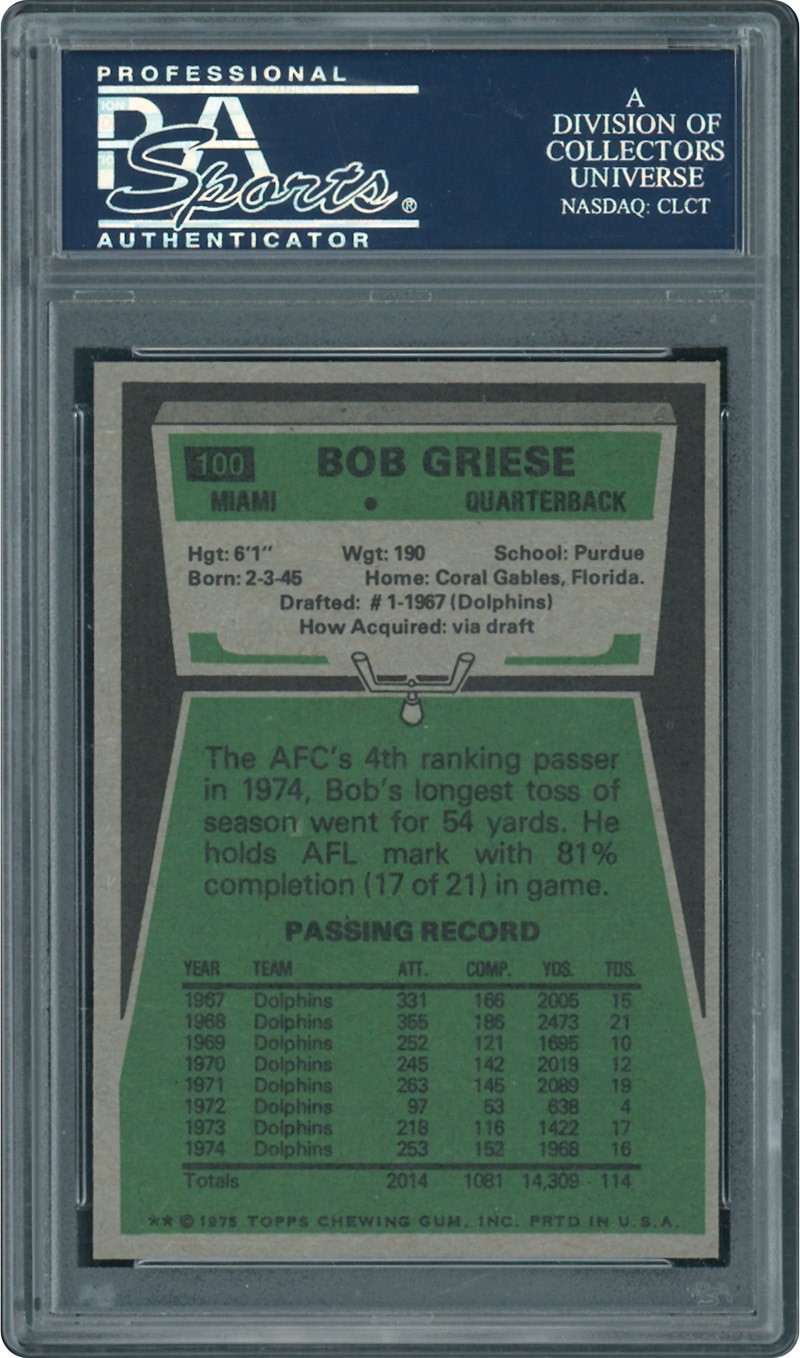 PROFESSIONAL
PSA
Sports®
AUTHENTICATOR
A
DIVISION OF
COLLECTORS
UNIVERSE
NASDAQ: CLCT
100 BOB GRIESE
MIAMI • QUARTERBACK
Hgt: 6'1" Wgt: 190 School: Purdue
Born: 2-3-45 Home: Coral Gables, Florida.
Drafted: #1-1967 (Dolphins)
How Acquired: via draft
The AFC's 4th ranking passer
in 1974, Bob's longest toss of
season went for 54 yards. He
holds AFL mark with 81%
completion (17 of 21) in game.
PASSING RECORD
YEAR TEAM ATT. COMP. YDS. TDS.
1967 Dolphins 331 166 2005 15
1968 Dolphins 355 186 2473 21
1969 Dolphins 252 121 1695 10
1970 Dolphins 245 142 2019 12
1971 Dolphins 263 145 2089 19
1972 Dolphins 97 53 638 4
1973 Dolphins 218 116 1422 17
1974 Dolphins 253 152 1968 16
Totals 2014 1081 14,309 114
** © 1975 TOPPS CHEWING GUM, INC. PRTD IN U.S.A.